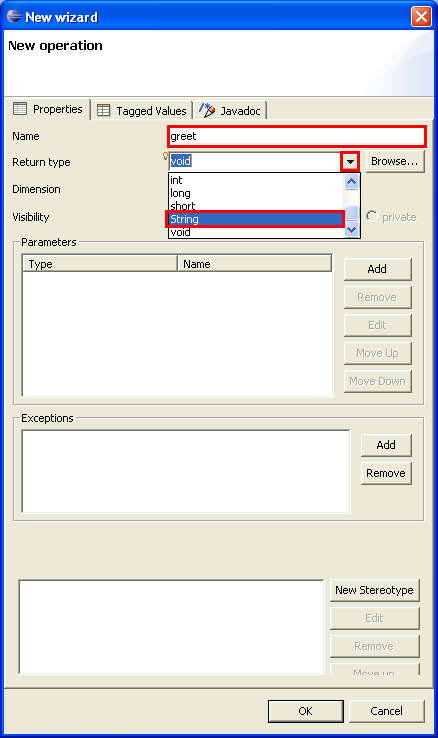 New wizard
New operation
Properties Tagged Values Javadoc
Name greet
Return type void Browse...
int
Dimension long
short
Visibility String private
void
Parameters
Type Name Add
Remove
Edit
Move Up
Move Down
Exceptions
Add
Remove
New Stereotype
Edit
Remove
Move up
OK Cancel